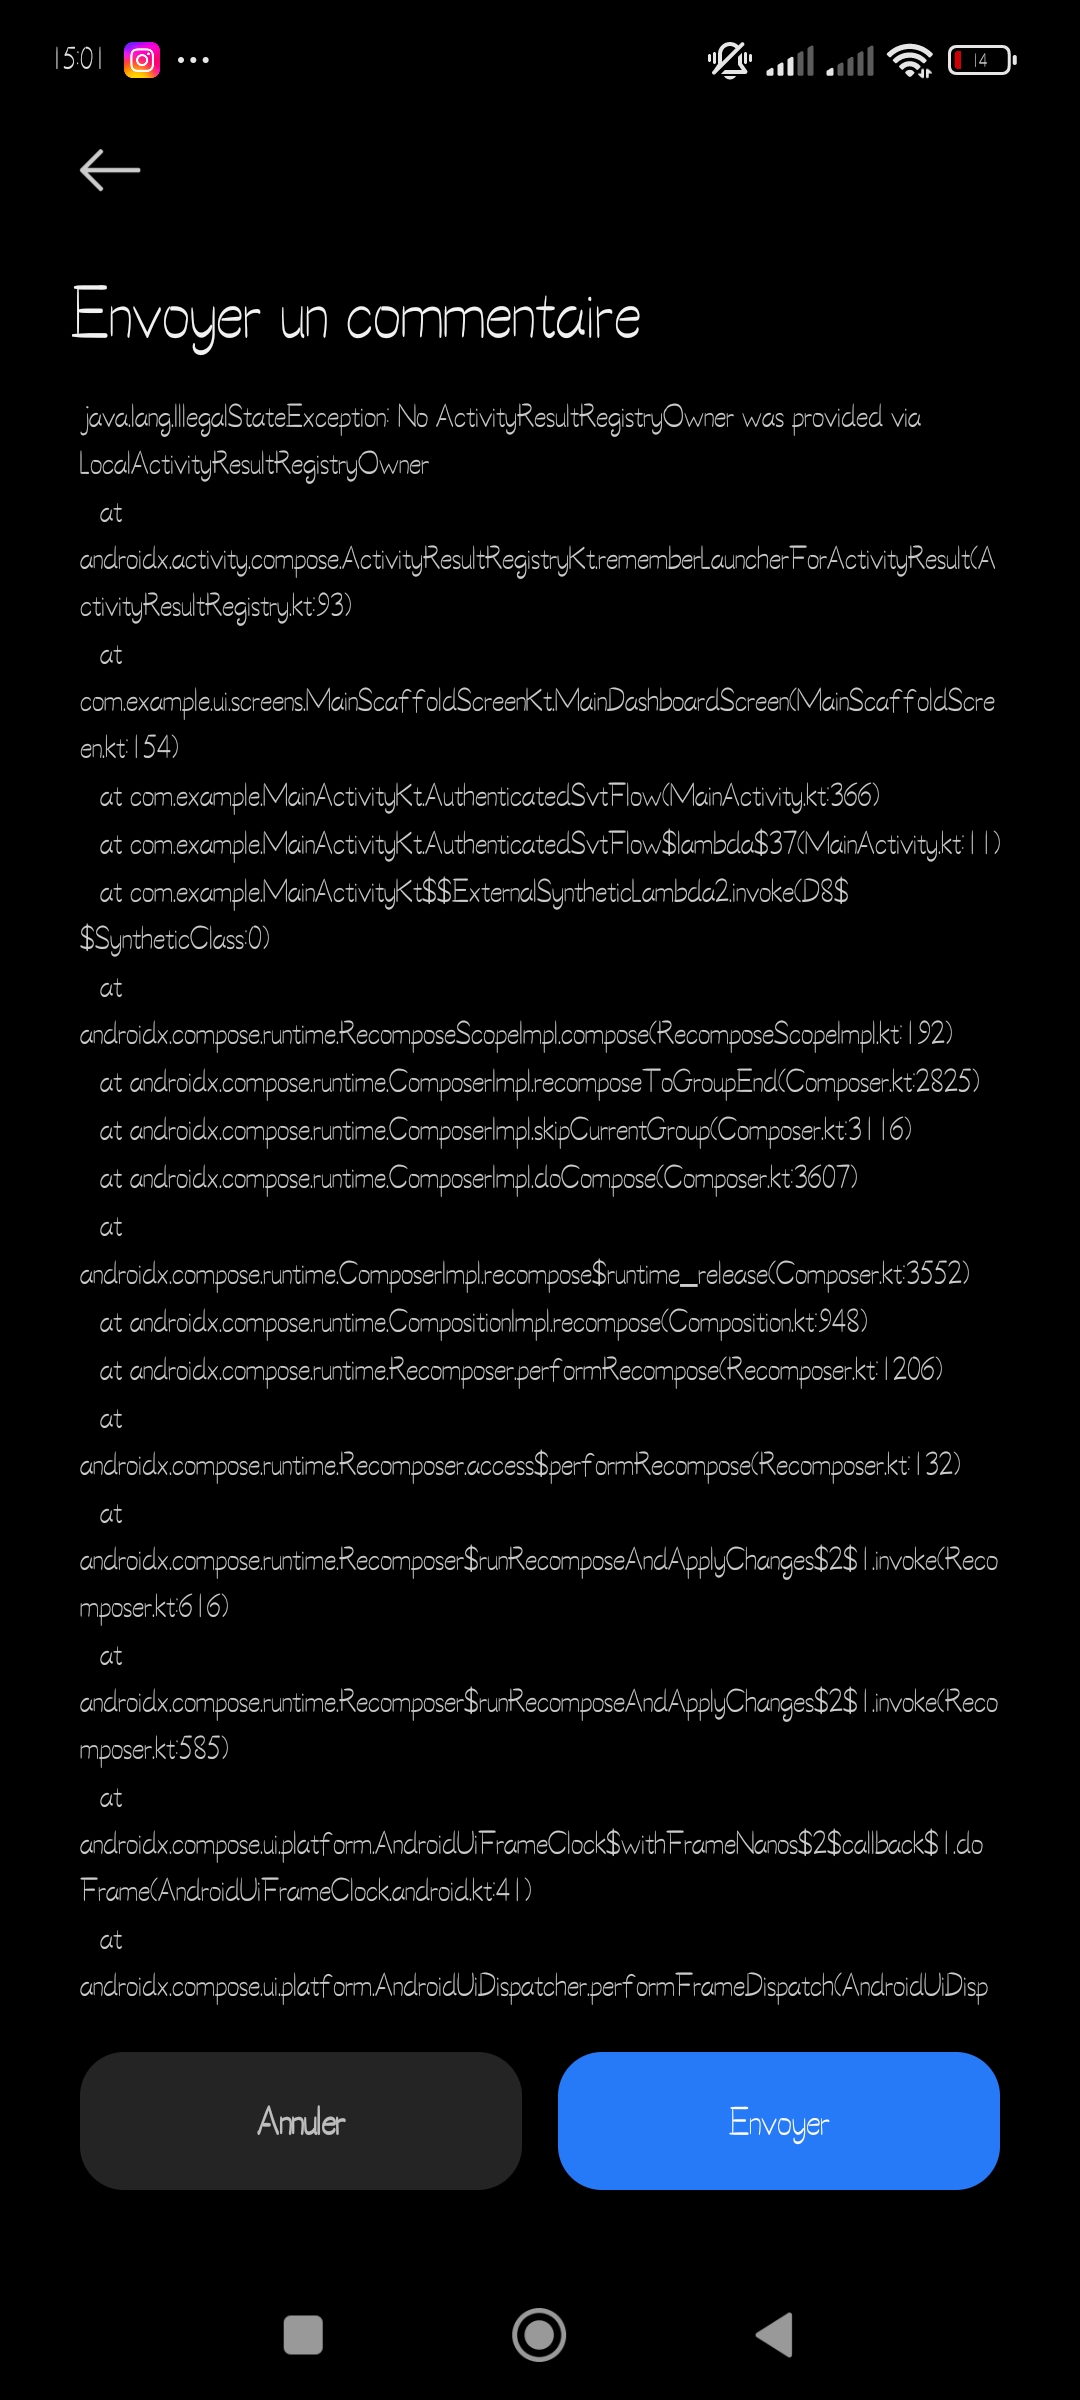 15:01
14
Envoyer un commentaire
java.lang.IllegalStateException: No ActivityResultRegistryOwner was provided via
LocalActivityResultRegistryOwner
at
androidx.activity.compose.ActivityResultRegistryKt.rememberLauncherForActivityResult(A
ctivityResultRegistry.kt:93)
at
com.example.ui.screens.MainScaffoldScreenKt.MainDashboardScreen(MainScaffoldScre
en.kt:154)
at com.example.MainActivityKt.AuthenticatedSvtFlow(MainActivity.kt:366)
at com.example.MainActivityKt.AuthenticatedSvtFlow$lambda$37(MainActivity.kt:11)
at com.example.MainActivityKt$$ExternalSyntheticLambda2.invoke(D8$
$SyntheticClass:0)
at
androidx.compose.runtime.RecomposeScopeImpl.compose(RecomposeScopeImpl.kt:192)
at androidx.compose.runtime.ComposerImpl.recomposeToGroupEnd(Composer.kt:2825)
at androidx.compose.runtime.ComposerImpl.skipCurrentGroup(Composer.kt:3116)
at androidx.compose.runtime.ComposerImpl.doCompose(Composer.kt:3607)
at
androidx.compose.runtime.ComposerImpl.recompose$runtime_release(Composer.kt:3552)
at androidx.compose.runtime.CompositionImpl.recompose(Composition.kt:948)
at androidx.compose.runtime.Recomposer.performRecompose(Recomposer.kt:1206)
at
androidx.compose.runtime.Recomposer.access$performRecompose(Recomposer.kt:132)
at
androidx.compose.runtime.Recomposer$runRecomposeAndApplyChanges$2$1.invoke(Reco
mposer.kt:616)
at
androidx.compose.runtime.Recomposer$runRecomposeAndApplyChanges$2$1.invoke(Reco
mposer.kt:585)
at
androidx.compose.ui.platform.AndroidUiFrameClock$withFrameNanos$2$callback$1.do
Frame(AndroidUiFrameClock.android.kt:41)
at
androidx.compose.ui.platform.AndroidUiDispatcher.performFrameDispatch(AndroidUiDisp
Annuler
Envoyer